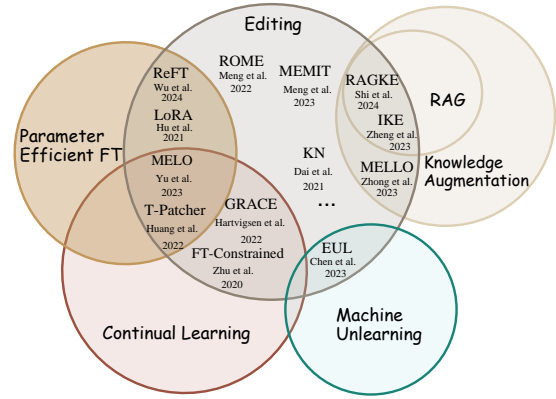 Editing
ROME
Meng et al.
2022
MEMIT
Meng et al.
2023
ReFT
Wu et al.
2024
LoRA
Hu et al.
2021
Parameter
Efficient FT
MELO
Yu et al.
2023
T-Patcher
Huang et al.
2022
RAGKE
Shi et al.
2024
RAG
IKE
Zheng et al.
2023
KN
Dai et al.
2021
...
MELLO
Zhong et al.
2023
Knowledge
Augmentation
GRACE
Hartvigsen et al.
2022
FT-Constrained
Zhu et al.
2020
EUL
Chen et al.
2023
Continual Learning
Machine
Unlearning